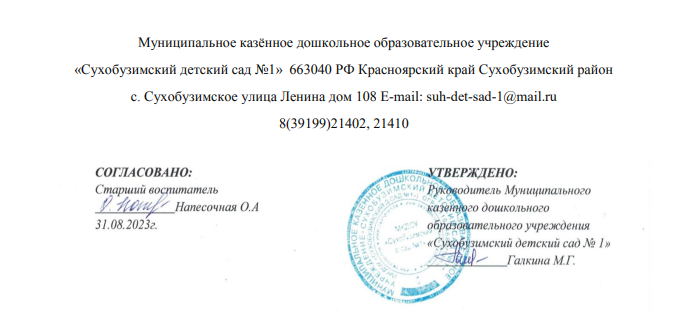 Муниципальное казённое дошкольное образовательное учреждение
«Сухобузимский детский сад №1» 663040 РФ Красноярский край Сухобузимский район
с. Сухобузимское улица Ленина дом 108 E-mail: suh-det-sad-1@mail.ru
8(39199)21402, 21410
СОГЛАСОВАНО:
Старший воспитатель
Напесочная О.А
31.08.2023г.
УТВЕРЖДЕНО:
Руководитель Муниципального
казённого дошкольного
образовательного учреждения
«Сухобузимский детский сад № 1»
Галкина М.Г.